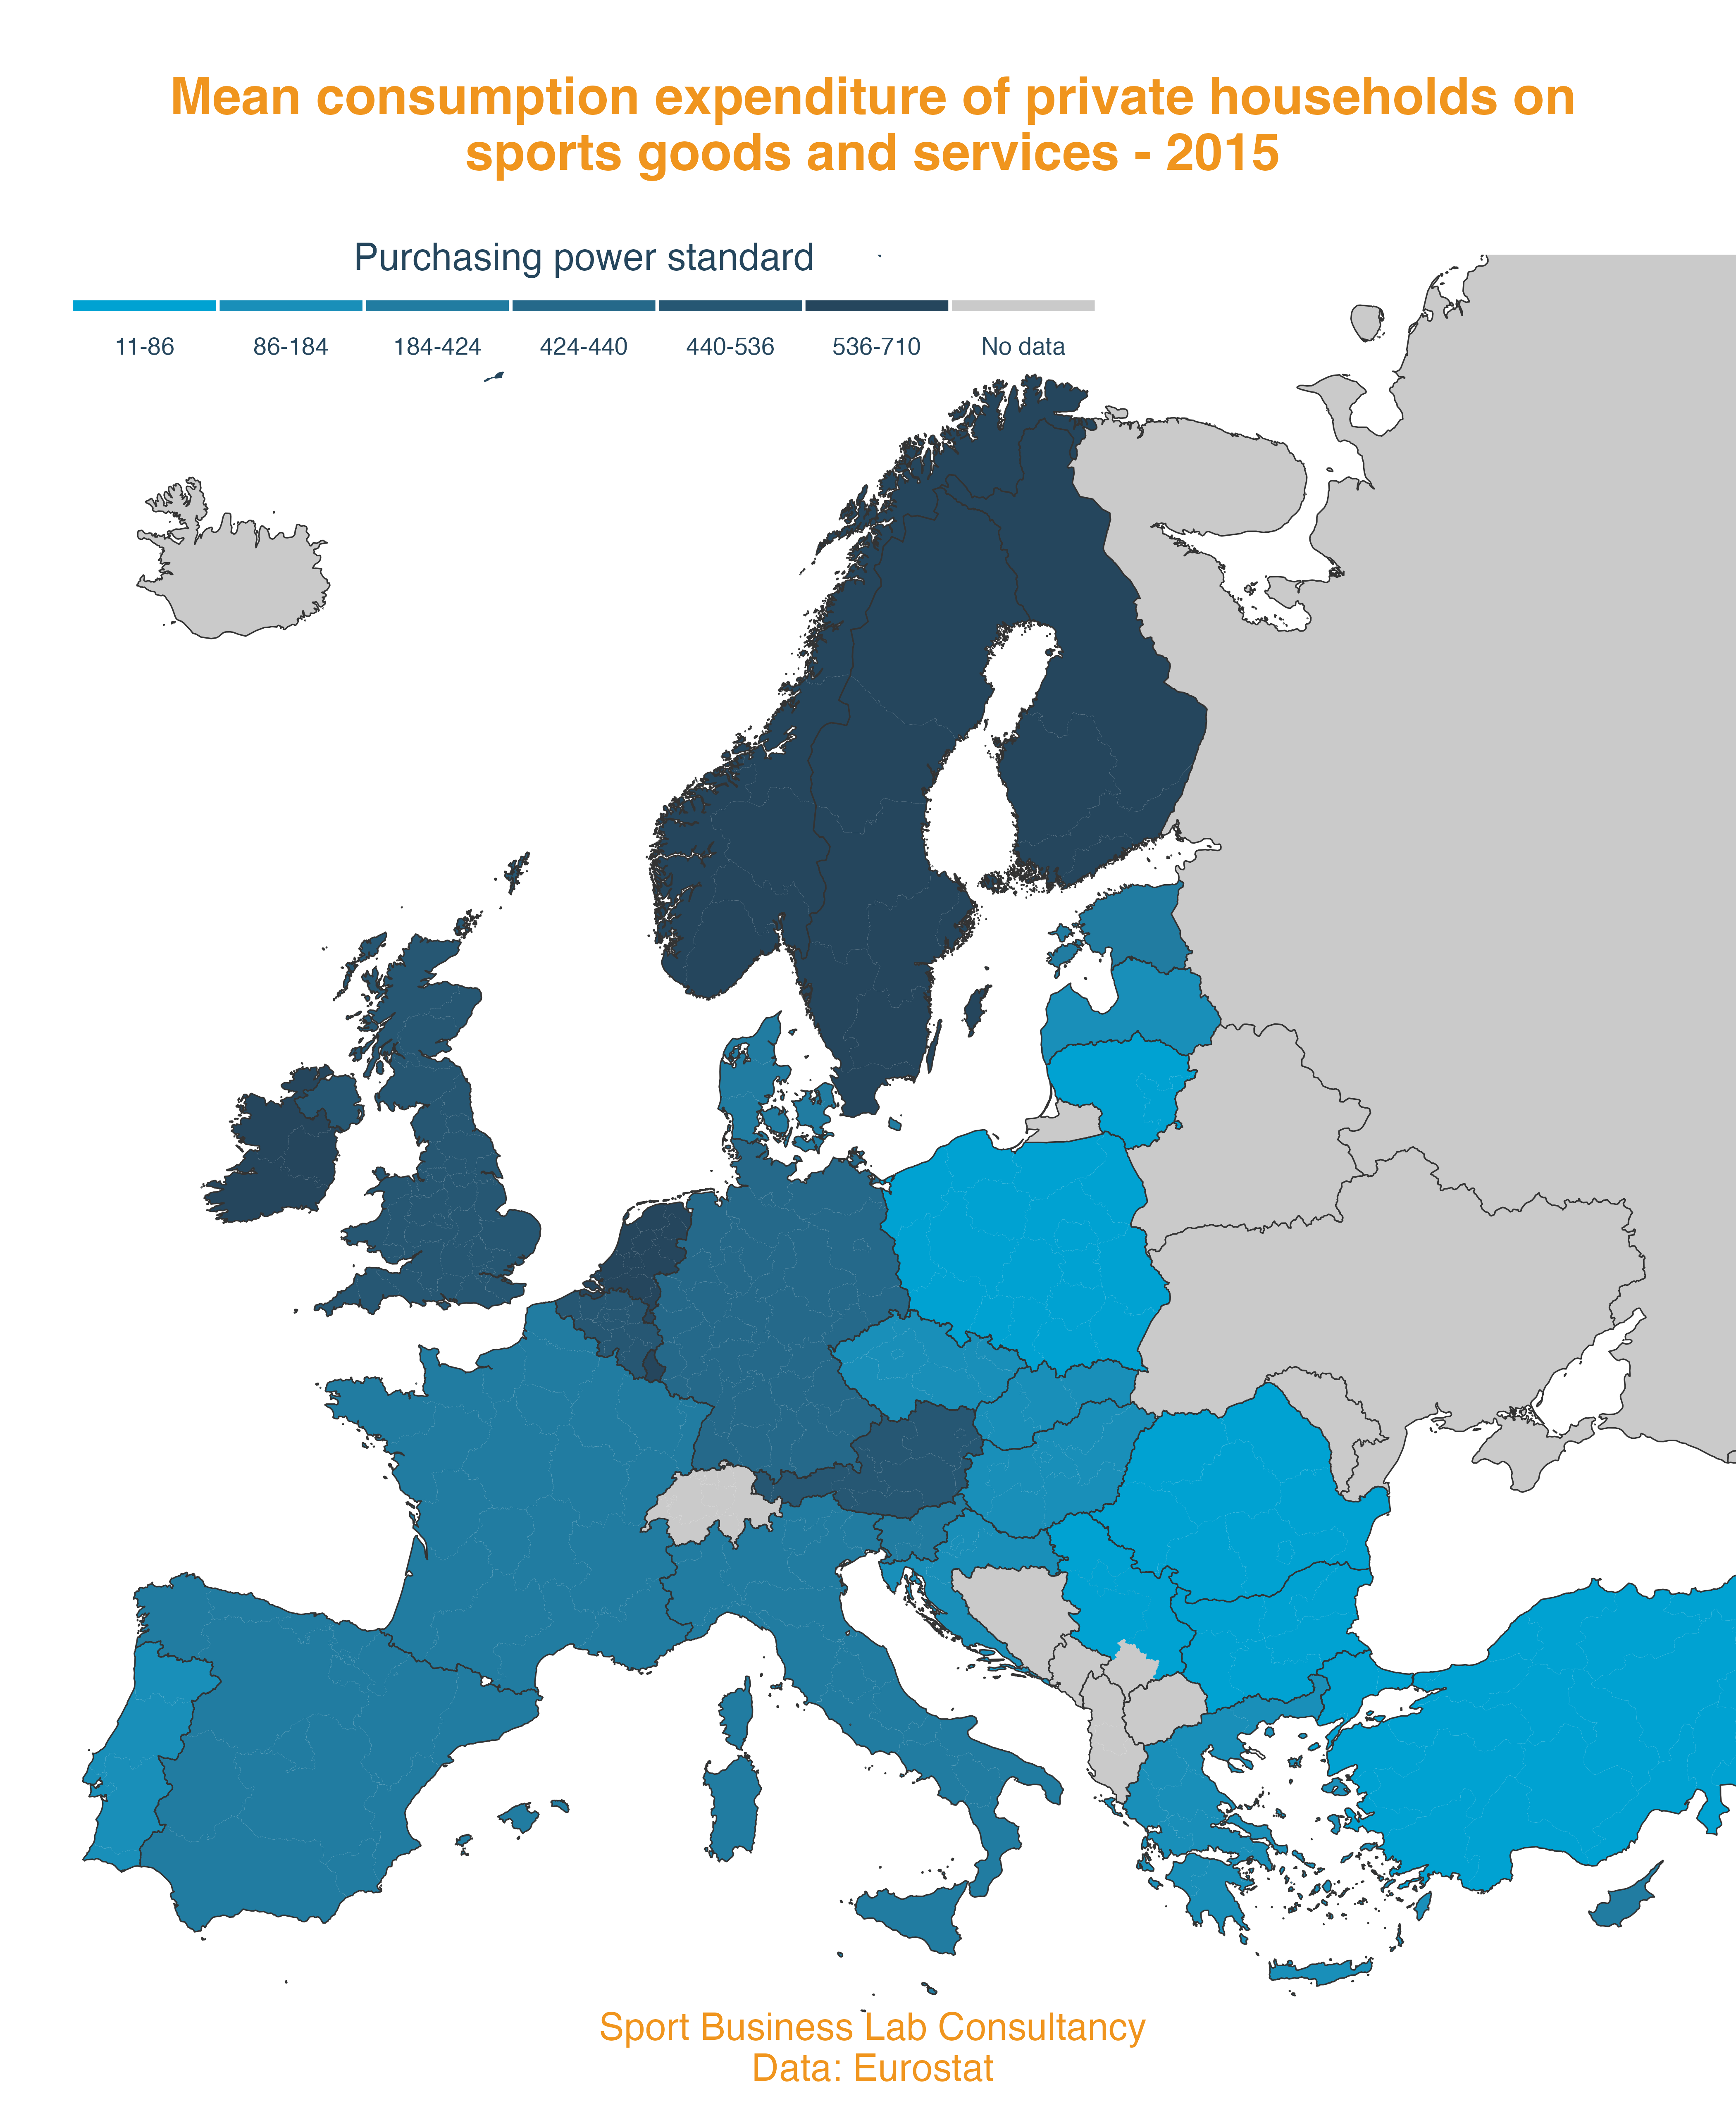 Mean consumption expenditure of private households on
sports goods and services - 2015
Purchasing power standard
11-86 86-184 184-424 424-440 440-536 536-710 No data
Sport Business Lab Consultancy
Data: Eurostat